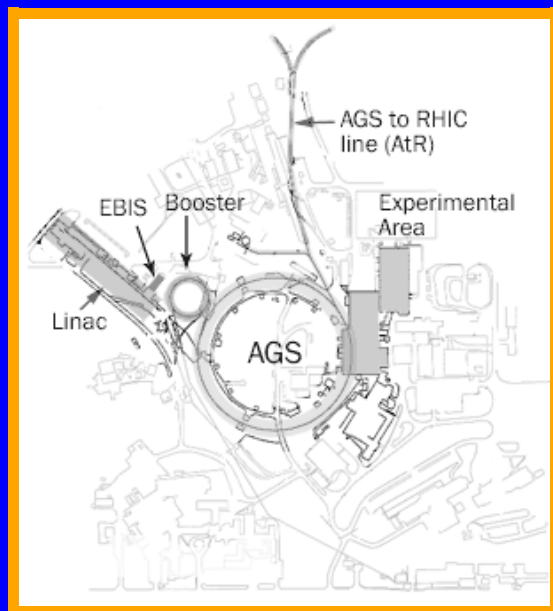 AGS to RHIC
line (AtR)
EBIS
Booster
Experimental
Area
Linac
AGS